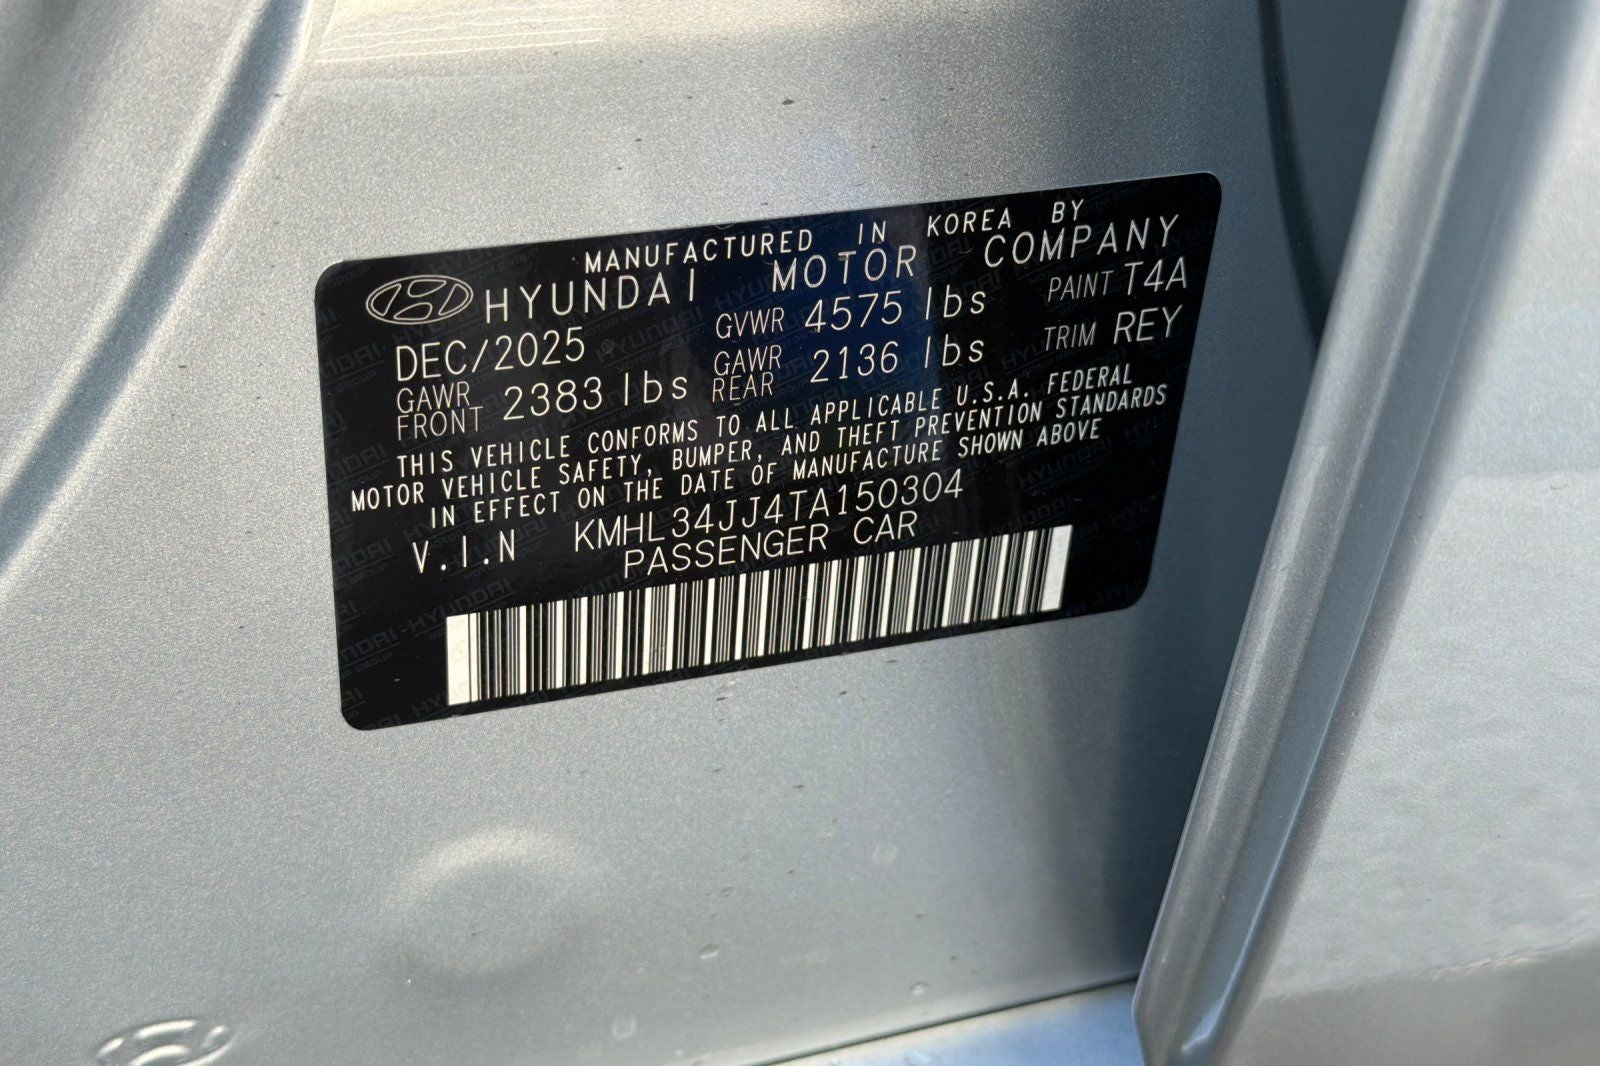 MANUFACTURED IN KOREA BY
HYUNDAI MOTOR COMPANY
DEC/2025 GVWR 4575 lbs PAINT T4A
GAWR FRONT 2383 lbs GAWR REAR 2136 lbs TRIM REY
THIS VEHICLE CONFORMS TO ALL APPLICABLE U.S.A. FEDERAL
MOTOR VEHICLE SAFETY, BUMPER, AND THEFT PREVENTION STANDARDS
IN EFFECT ON THE DATE OF MANUFACTURE SHOWN ABOVE
V.I.N KMHL34JJ4TA150304
PASSENGER CAR